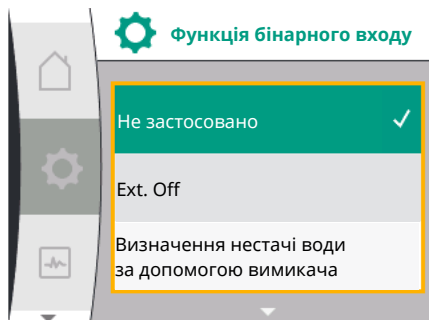 Функція бінарного входу
Не застосовано
Ext. Off
Визначення нестачі води
за допомогою вимикача